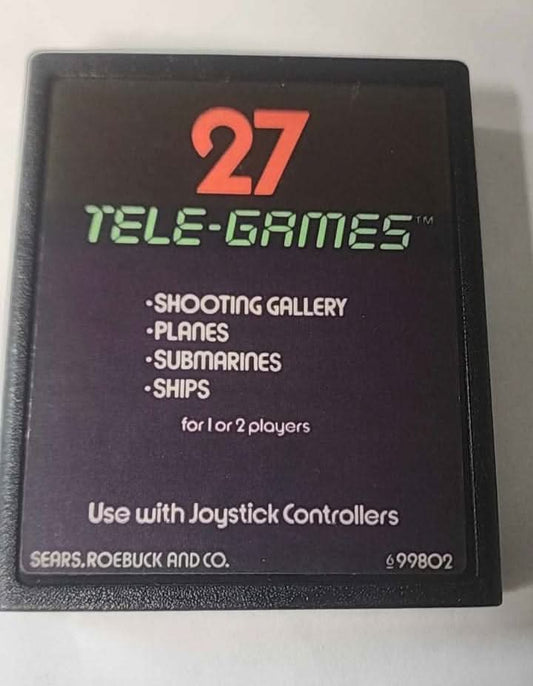 27
TELE-GAMES™
•SHOOTING GALLERY
•PLANES
•SUBMARINES
•SHIPS
for 1 or 2 players
Use with Joystick Controllers
SEARS, ROEBUCK AND CO. 699802